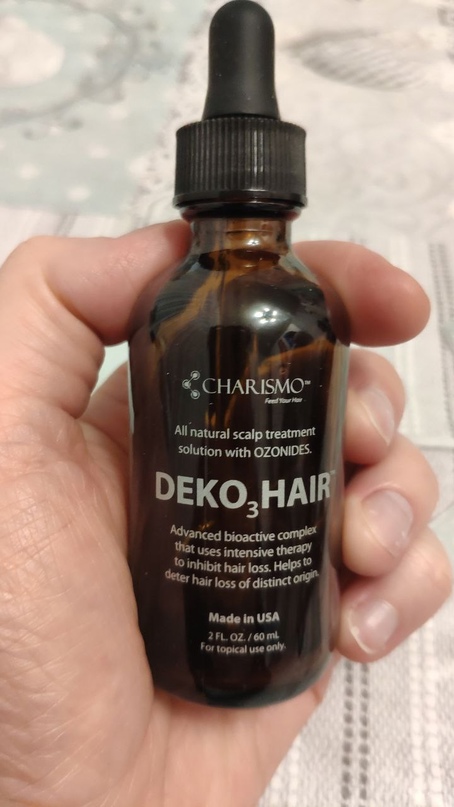 CHARISMO™
Feed Your Hair
All natural scalp treatment
solution with OZONIDES.
DEKO₃HAIR™
Advanced bioactive complex
that uses intensive therapy
to inhibit hair loss. Helps to
deter hair loss of distinct origin.
Made in USA
2 FL. OZ. / 60 mL
For topical use only.